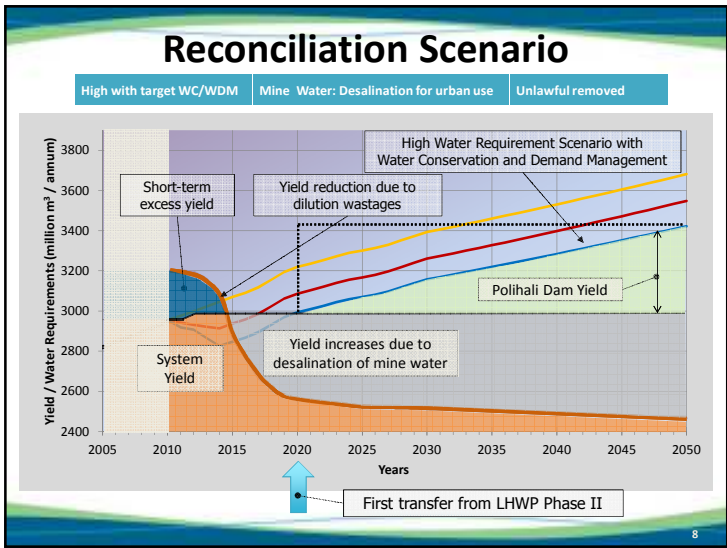 Reconciliation Scenario
High with target WC/WDM
Mine Water: Desalination for urban use
Unlawful removed
Yield / Water Requirements (million m³ / annum)
3800
3600
3400
3200
3000
2800
2600
2400
High Water Requirement Scenario with
Water Conservation and Demand Management
Short-term
excess yield
Yield reduction due to
dilution wastages
Polihali Dam Yield
System
Yield
Yield increases due to
desalination of mine water
2005
2010
2015
2020
2025
2030
2035
2040
2045
2050
Years
First transfer from LHWP Phase II
8